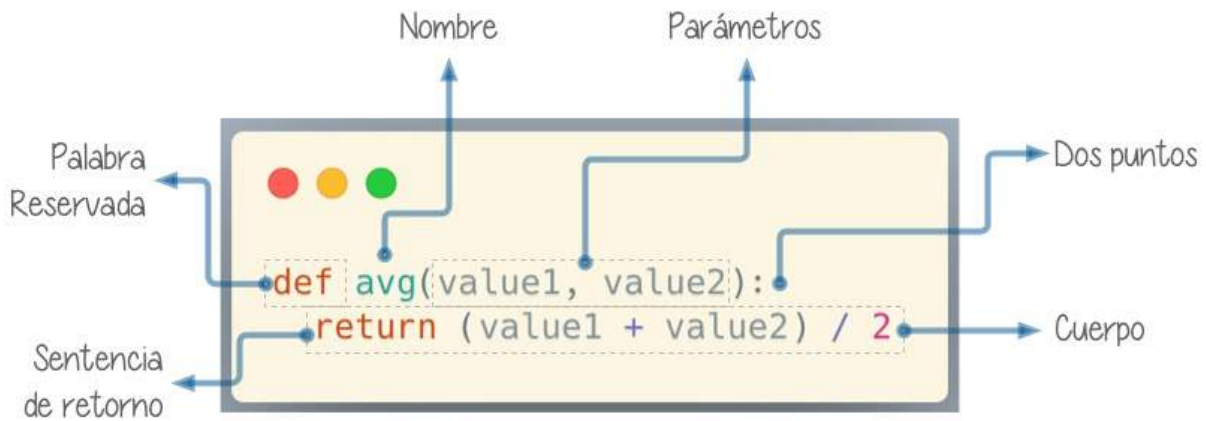 Nombre
Parámetros
Palabra
Reservada
Dos puntos
def avg(value1, value2):
return (value1 + value2) / 2
Cuerpo
Sentencia
de retorno